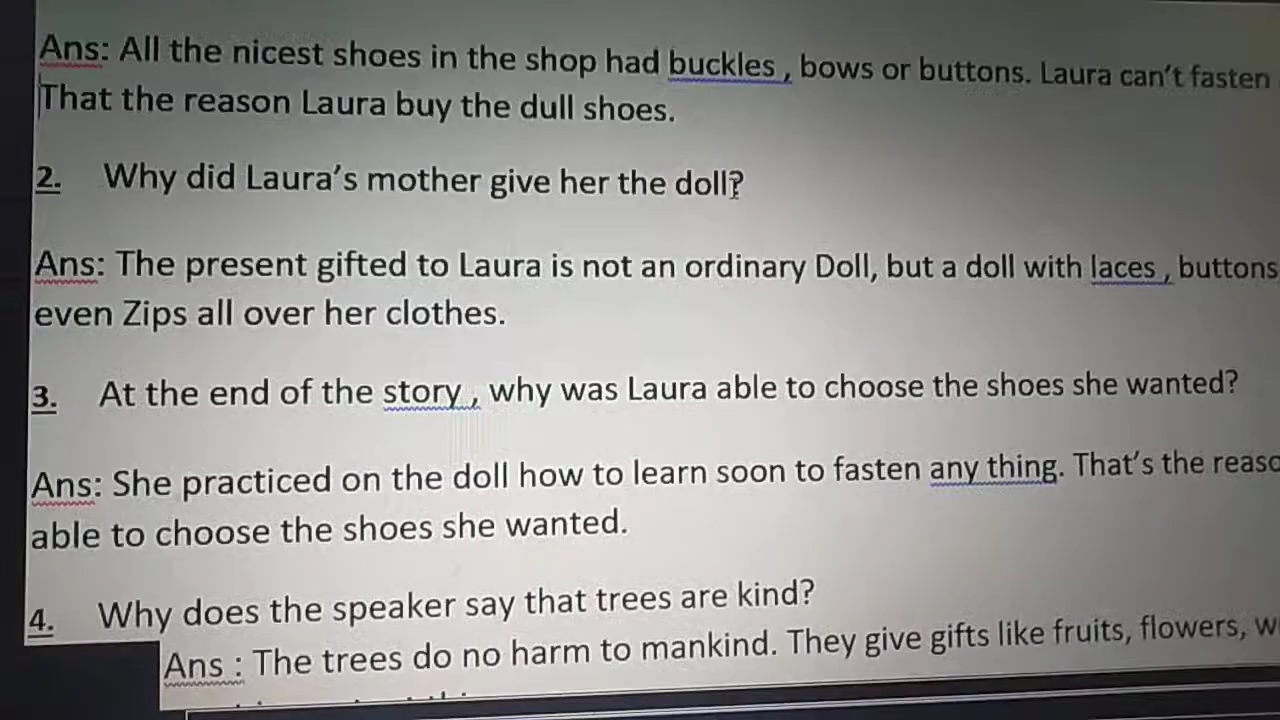 Ans: All the nicest shoes in the shop had buckles , bows or buttons. Laura can't fasten
That the reason Laura buy the dull shoes.
2. Why did Laura's mother give her the doll?
Ans: The present gifted to Laura is not an ordinary Doll, but a doll with laces , buttons
even Zips all over her clothes.
3. At the end of the story , why was Laura able to choose the shoes she wanted?
Ans: She practiced on the doll how to learn soon to fasten any thing. That's the
able to choose the shoes she wanted.
4. Why does the speaker say that trees are kind?
Ans : The trees do no harm to mankind. They give gifts like fruits, flowers,